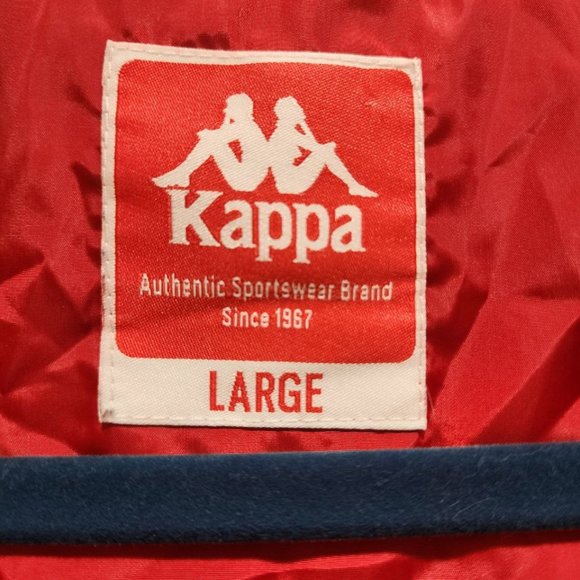 Kappa
Authentic Sportswear Brand
Since 1967
LARGE